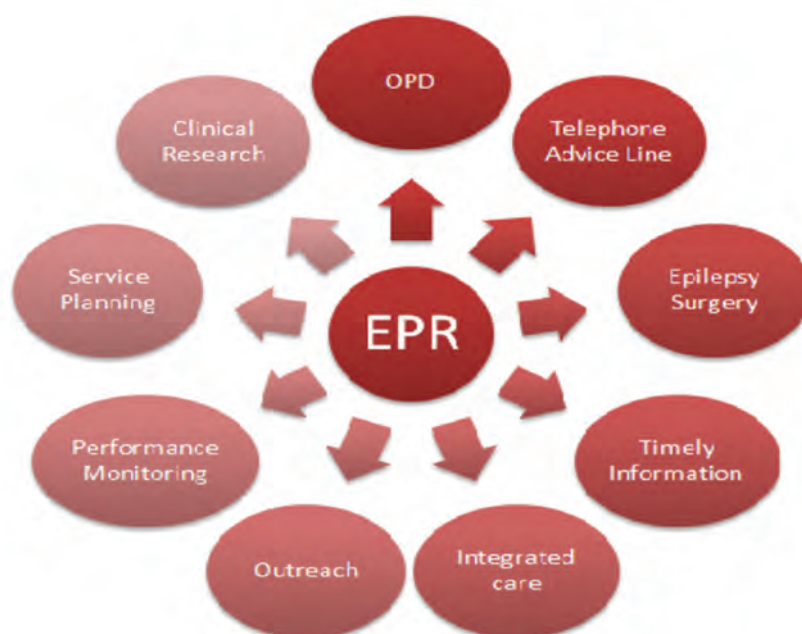 OPD
Telephone
Advice Line
Epilepsy
Surgery
Timely
Information
Integrated
care
Outreach
Performance
Monitoring
Service
Planning
Clinical
Research
EPR